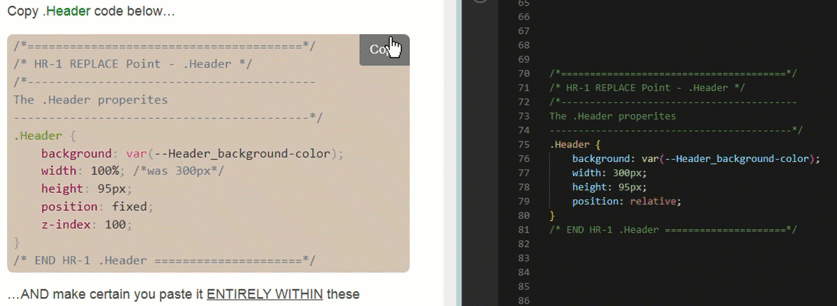 Copy .Header code below…
/*=======================================*/
/* HR-1 REPLACE Point - .Header */
/*---------------------------------------
The .Header properites
----------------------------------------*/
.Header {
    background: var(--Header_background-color);
    width: 100%; /*was 300px*/
    height: 95px;
    position: fixed;
    z-index: 100;
}
/* END HR-1 .Header =====================*/
…AND make certain you paste it ENTIRELY WITHIN these
65
66
67
68
69
70 /*=======================================*/
71 /* HR-1 REPLACE Point - .Header */
72 /*-----------------------------------------
73 The .Header properites
74 ------------------------------------------*/
75 .Header {
76     background: var(--Header_background-color);
77     width: 300px;
78     height: 95px;
79     position: relative;
80 }
81 /* END HR-1 .Header =====================*/
82
83
84
85
86